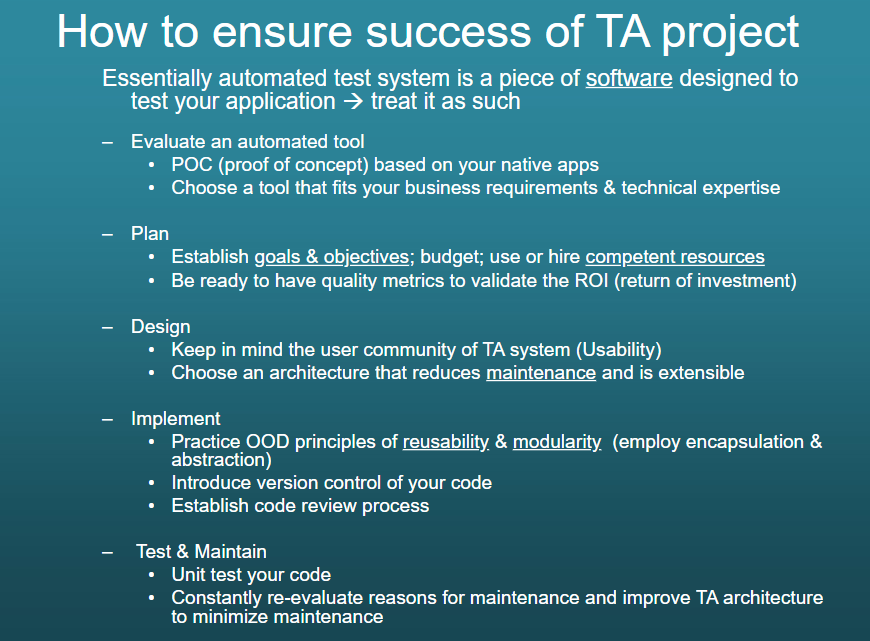 How to ensure success of TA project
Essentially automated test system is a piece of software designed to
test your application → treat it as such
– Evaluate an automated tool
• POC (proof of concept) based on your native apps
• Choose a tool that fits your business requirements & technical expertise
– Plan
• Establish goals & objectives; budget; use or hire competent resources
• Be ready to have quality metrics to validate the ROI (return of investment)
– Design
• Keep in mind the user community of TA system (Usability)
• Choose an architecture that reduces maintenance and is extensible
– Implement
• Practice OOD principles of reusability & modularity (employ encapsulation &
abstraction)
• Introduce version control of your code
• Establish code review process
– Test & Maintain
• Unit test your code
• Constantly re-evaluate reasons for maintenance and improve TA architecture
to minimize maintenance